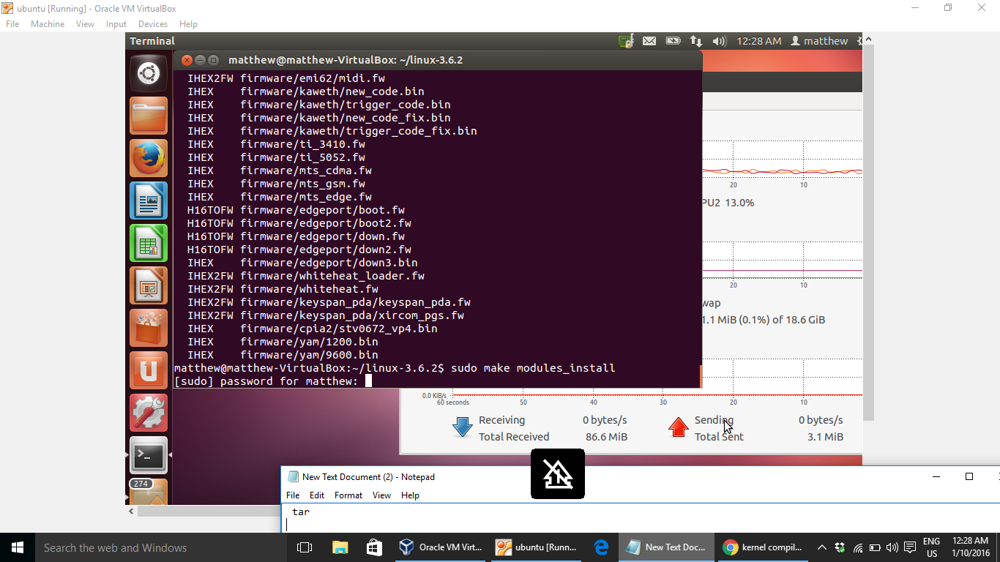 ubuntu [Running] - Oracle VM VirtualBox
File Machine View Input Devices Help
Terminal 12:28 AM matthew
matthew@matthew-VirtualBox: ~/linux-3.6.2
IHEX2FW firmware/emi62/midi.fw
IHEX firmware/kaweth/new_code.bin
IHEX firmware/kaweth/trigger_code.bin
IHEX firmware/kaweth/new_code_fix.bin
IHEX firmware/kaweth/trigger_code_fix.bin
IHEX firmware/ti_3410.fw
IHEX firmware/ti_5052.fw
IHEX firmware/mts_cdma.fw
IHEX firmware/mts_gsm.fw
IHEX firmware/mts_edge.fw
H16TOFW firmware/edgeport/boot.fw
H16TOFW firmware/edgeport/boot2.fw
H16TOFW firmware/edgeport/down.fw
H16TOFW firmware/edgeport/down2.fw
IHEX firmware/edgeport/down3.bin
IHEX2FW firmware/whiteheat_loader.fw
IHEX2FW firmware/whiteheat.fw
IHEX2FW firmware/keyspan_pda/keyspan_pda.fw
IHEX2FW firmware/keyspan_pda/xircom_pgs.fw
IHEX firmware/cpia2/stv0672_vp4.bin
IHEX firmware/yam/1200.bin
IHEX firmware/yam/9600.bin
matthew@matthew-VirtualBox:~/linux-3.6.2$ sudo make modules_install
[sudo] password for matthew:
20 10
PU2 13.0%
20 10
wap
1.1 MiB (0.1%) of 18.6 GiB
0.0 KiB/s
60 seconds 50 40 30 20 10
Receiving 0 bytes/s Sending 0 bytes/s
Total Received 86.6 MiB Total Sent 3.1 MiB
274
New Text Document (2) - Notepad
File Edit Format View Help
tar
Search the web and Windows
Oracle VM Virt...
ubuntu [Runn...
New Text Doc...
kernel compil...
ENG
US
12:28 AM
1/10/2016